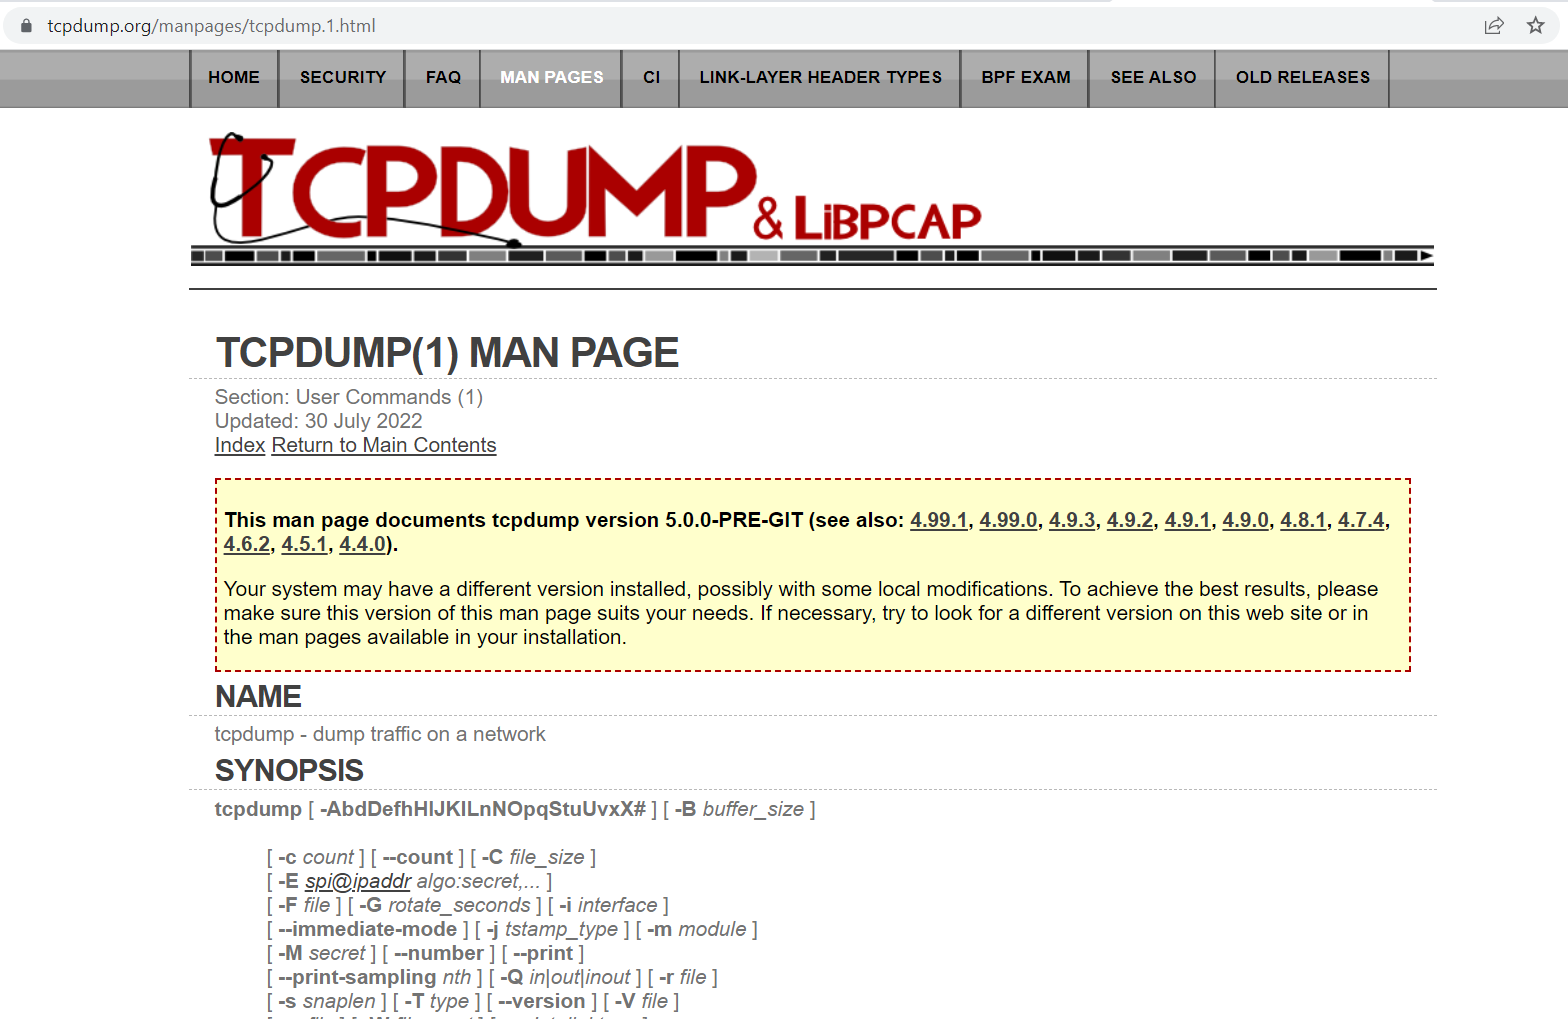 tcpdump.org/manpages/tcpdump.1.html
HOME SECURITY FAQ MAN PAGES CI LINK-LAYER HEADER TYPES BPF EXAM SEE ALSO OLD RELEASES
TCPDUMP & LiBPCAP
TCPDUMP(1) MAN PAGE
Section: User Commands (1)
Updated: 30 July 2022
Index Return to Main Contents
This man page documents tcpdump version 5.0.0-PRE-GIT (see also: 4.99.1, 4.99.0, 4.9.3, 4.9.2, 4.9.1, 4.9.0, 4.8.1, 4.7.4,
4.6.2, 4.5.1, 4.4.0).
Your system may have a different version installed, possibly with some local modifications. To achieve the best results, please
make sure this version of this man page suits your needs. If necessary, try to look for a different version on this web site or in
the man pages available in your installation.
NAME
tcpdump - dump traffic on a network
SYNOPSIS
tcpdump [ -AbdDefhHIJKlLnNOpqStuUvxX# ] [ -B buffer_size ]
[ -c count ] [ --count ] [ -C file_size ]
[ -E spi@ipaddr algo:secret,... ]
[ -F file ] [ -G rotate_seconds ] [ -i interface ]
[ --immediate-mode ] [ -j tstamp_type ] [ -m module ]
[ -M secret ] [ --number ] [ --print ]
[ --print-sampling nth ] [ -Q in|out|inout ] [ -r file ]
[ -s snaplen ] [ -T type ] [ --version ] [ -V file ]